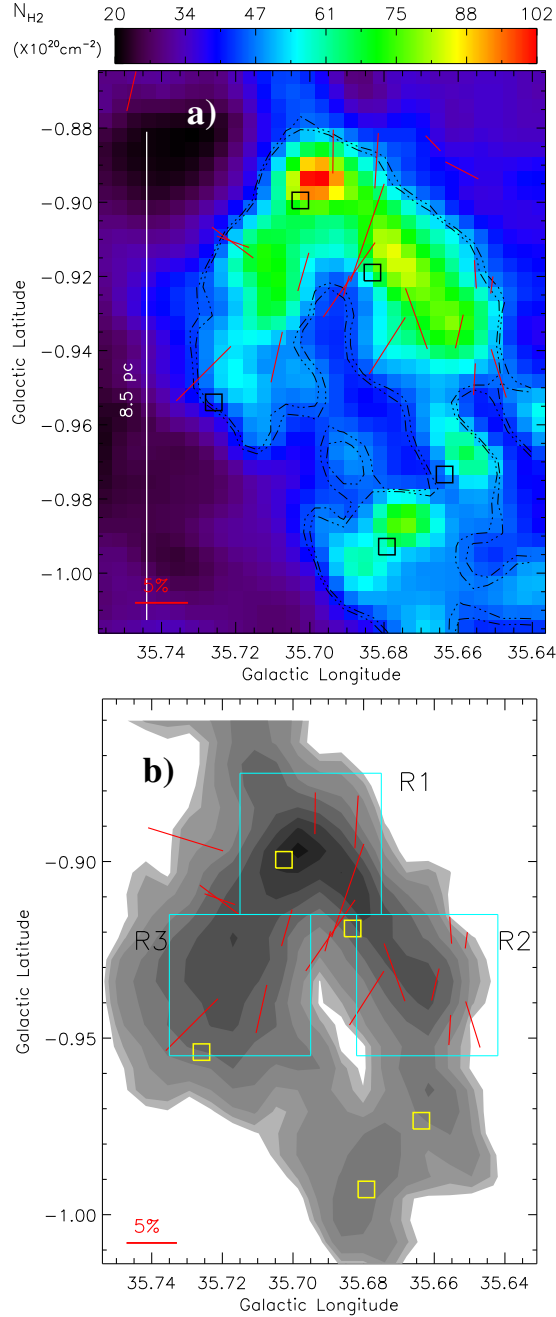 N_H2
(X10^20cm^-2)
20 34 47 61 75 88 102
a)
-0.88
-0.90
-0.92
-0.94
-0.96
-0.98
-1.00
Galactic Latitude
8.5 pc
5%
35.74 35.72 35.70 35.68 35.66 35.64
Galactic Longitude
b)
R1
R3
R2
-0.90
-0.95
-1.00
Galactic Latitude
5%
35.74 35.72 35.70 35.68 35.66 35.64
Galactic Longitude